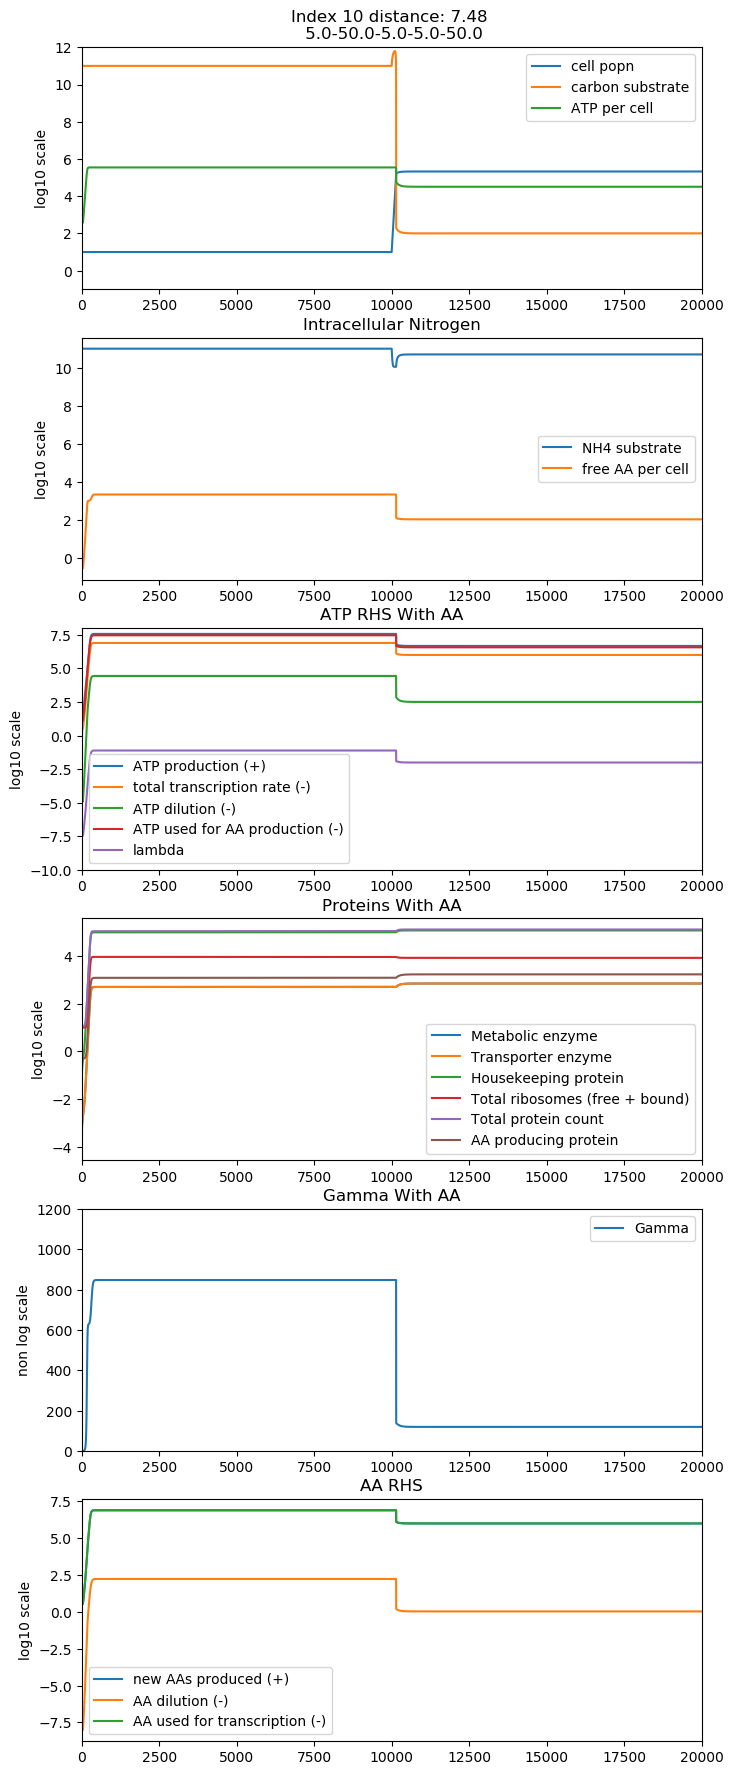 Index 10 distance: 7.48
5.0-50.0-5.0-5.0-50.0
12
10
8
6
4
2
0
log10 scale
cell popn
carbon substrate
ATP per cell
0 2500 5000 7500 10000 12500 15000 17500 20000
Intracellular Nitrogen
10
8
6
4
2
0
log10 scale
NH4 substrate
free AA per cell
0 2500 5000 7500 10000 12500 15000 17500 20000
ATP RHS With AA
7.5
5.0
2.5
0.0
−2.5
−5.0
−7.5
−10.0
log10 scale
ATP production (+)
total transcription rate (-)
ATP dilution (-)
ATP used for AA production (-)
lambda
0 2500 5000 7500 10000 12500 15000 17500 20000
Proteins With AA
4
2
0
−2
−4
log10 scale
Metabolic enzyme
Transporter enzyme
Housekeeping protein
Total ribosomes (free + bound)
Total protein count
AA producing protein
0 2500 5000 7500 10000 12500 15000 17500 20000
Gamma With AA
1200
1000
800
600
400
200
0
non log scale
Gamma
0 2500 5000 7500 10000 12500 15000 17500 20000
AA RHS
7.5
5.0
2.5
0.0
−2.5
−5.0
−7.5
log10 scale
new AAs produced (+)
AA dilution (-)
AA used for transcription (-)
0 2500 5000 7500 10000 12500 15000 17500 20000